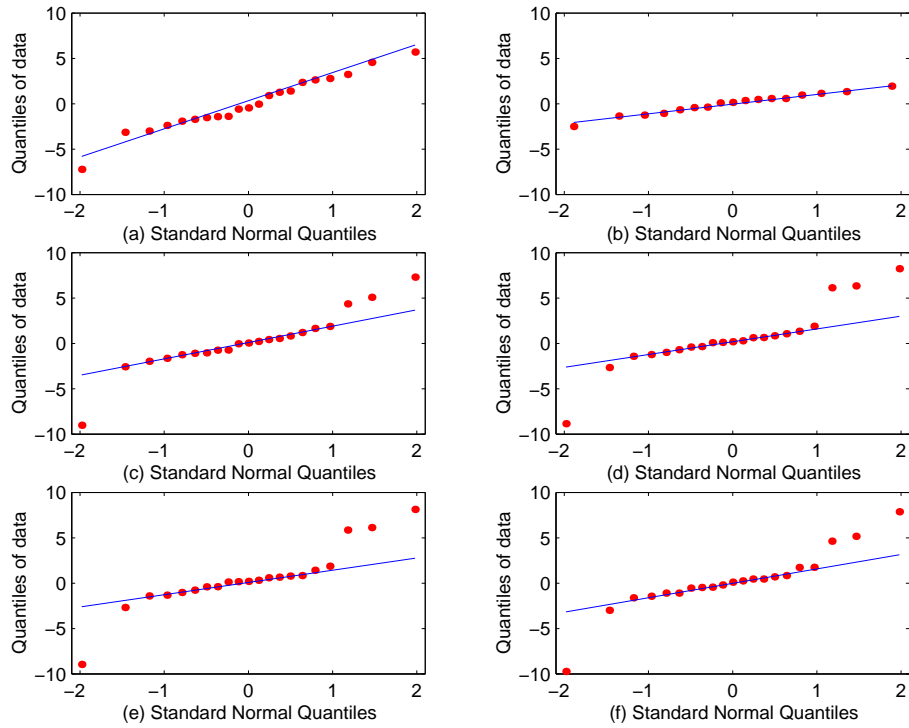 10
5
0
−5
−10
Quantiles of data
−2 −1 0 1 2
(a) Standard Normal Quantiles
10
5
0
−5
−10
Quantiles of data
−2 −1 0 1 2
(b) Standard Normal Quantiles
10
5
0
−5
−10
Quantiles of data
−2 −1 0 1 2
(c) Standard Normal Quantiles
10
5
0
−5
−10
Quantiles of data
−2 −1 0 1 2
(d) Standard Normal Quantiles
10
5
0
−5
−10
Quantiles of data
−2 −1 0 1 2
(e) Standard Normal Quantiles
10
5
0
−5
−10
Quantiles of data
−2 −1 0 1 2
(f) Standard Normal Quantiles